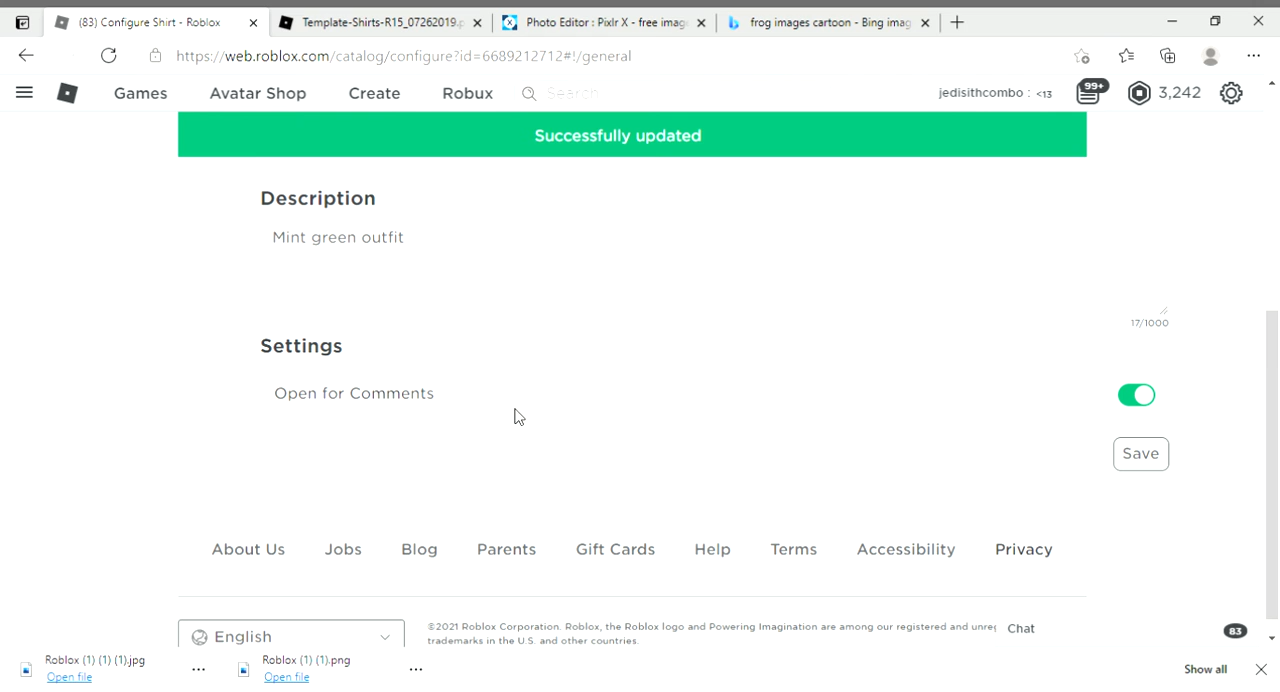 (83) Configure Shirt - Roblox
Template-Shirts-R15_07262019.p
Photo Editor : Pixlr X - free imag
frog images cartoon - Bing imag
https://web.roblox.com/catalog/configure?id=6689212712#!/general
Games
Avatar Shop
Create
Robux
Search
jedisithcombo : <13
99+
3,242
Successfully updated
Description
Mint green outfit
17/1000
Settings
Open for Comments
Save
About Us
Jobs
Blog
Parents
Gift Cards
Help
Terms
Accessibility
Privacy
English
©2021 Roblox Corporation. Roblox, the Roblox logo and Powering Imagination are among our registered and unreg
trademarks in the U.S. and other countries.
Chat
83
Roblox (1) (1) (1).jpg
Open file
Roblox (1) (1).png
Open file
Show all